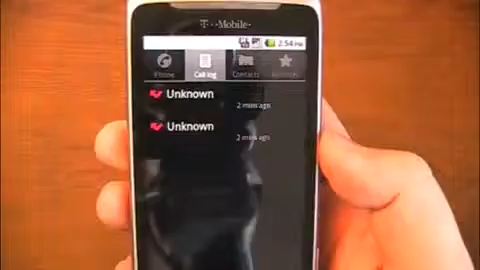 T··Mobile·
2:54 PM
Phone Call log Contacts Favorites
Unknown
2 mins ago
Unknown
2 mins ago